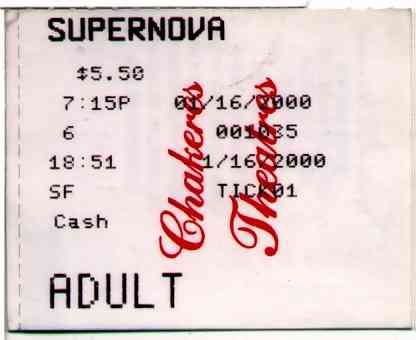 SUPERNOVA
$5.50
7:15P 01/16/2000
6 001035
18:51 1/16/2000
SF TICK01
Cash
ADULT
Chakeres
Theatres